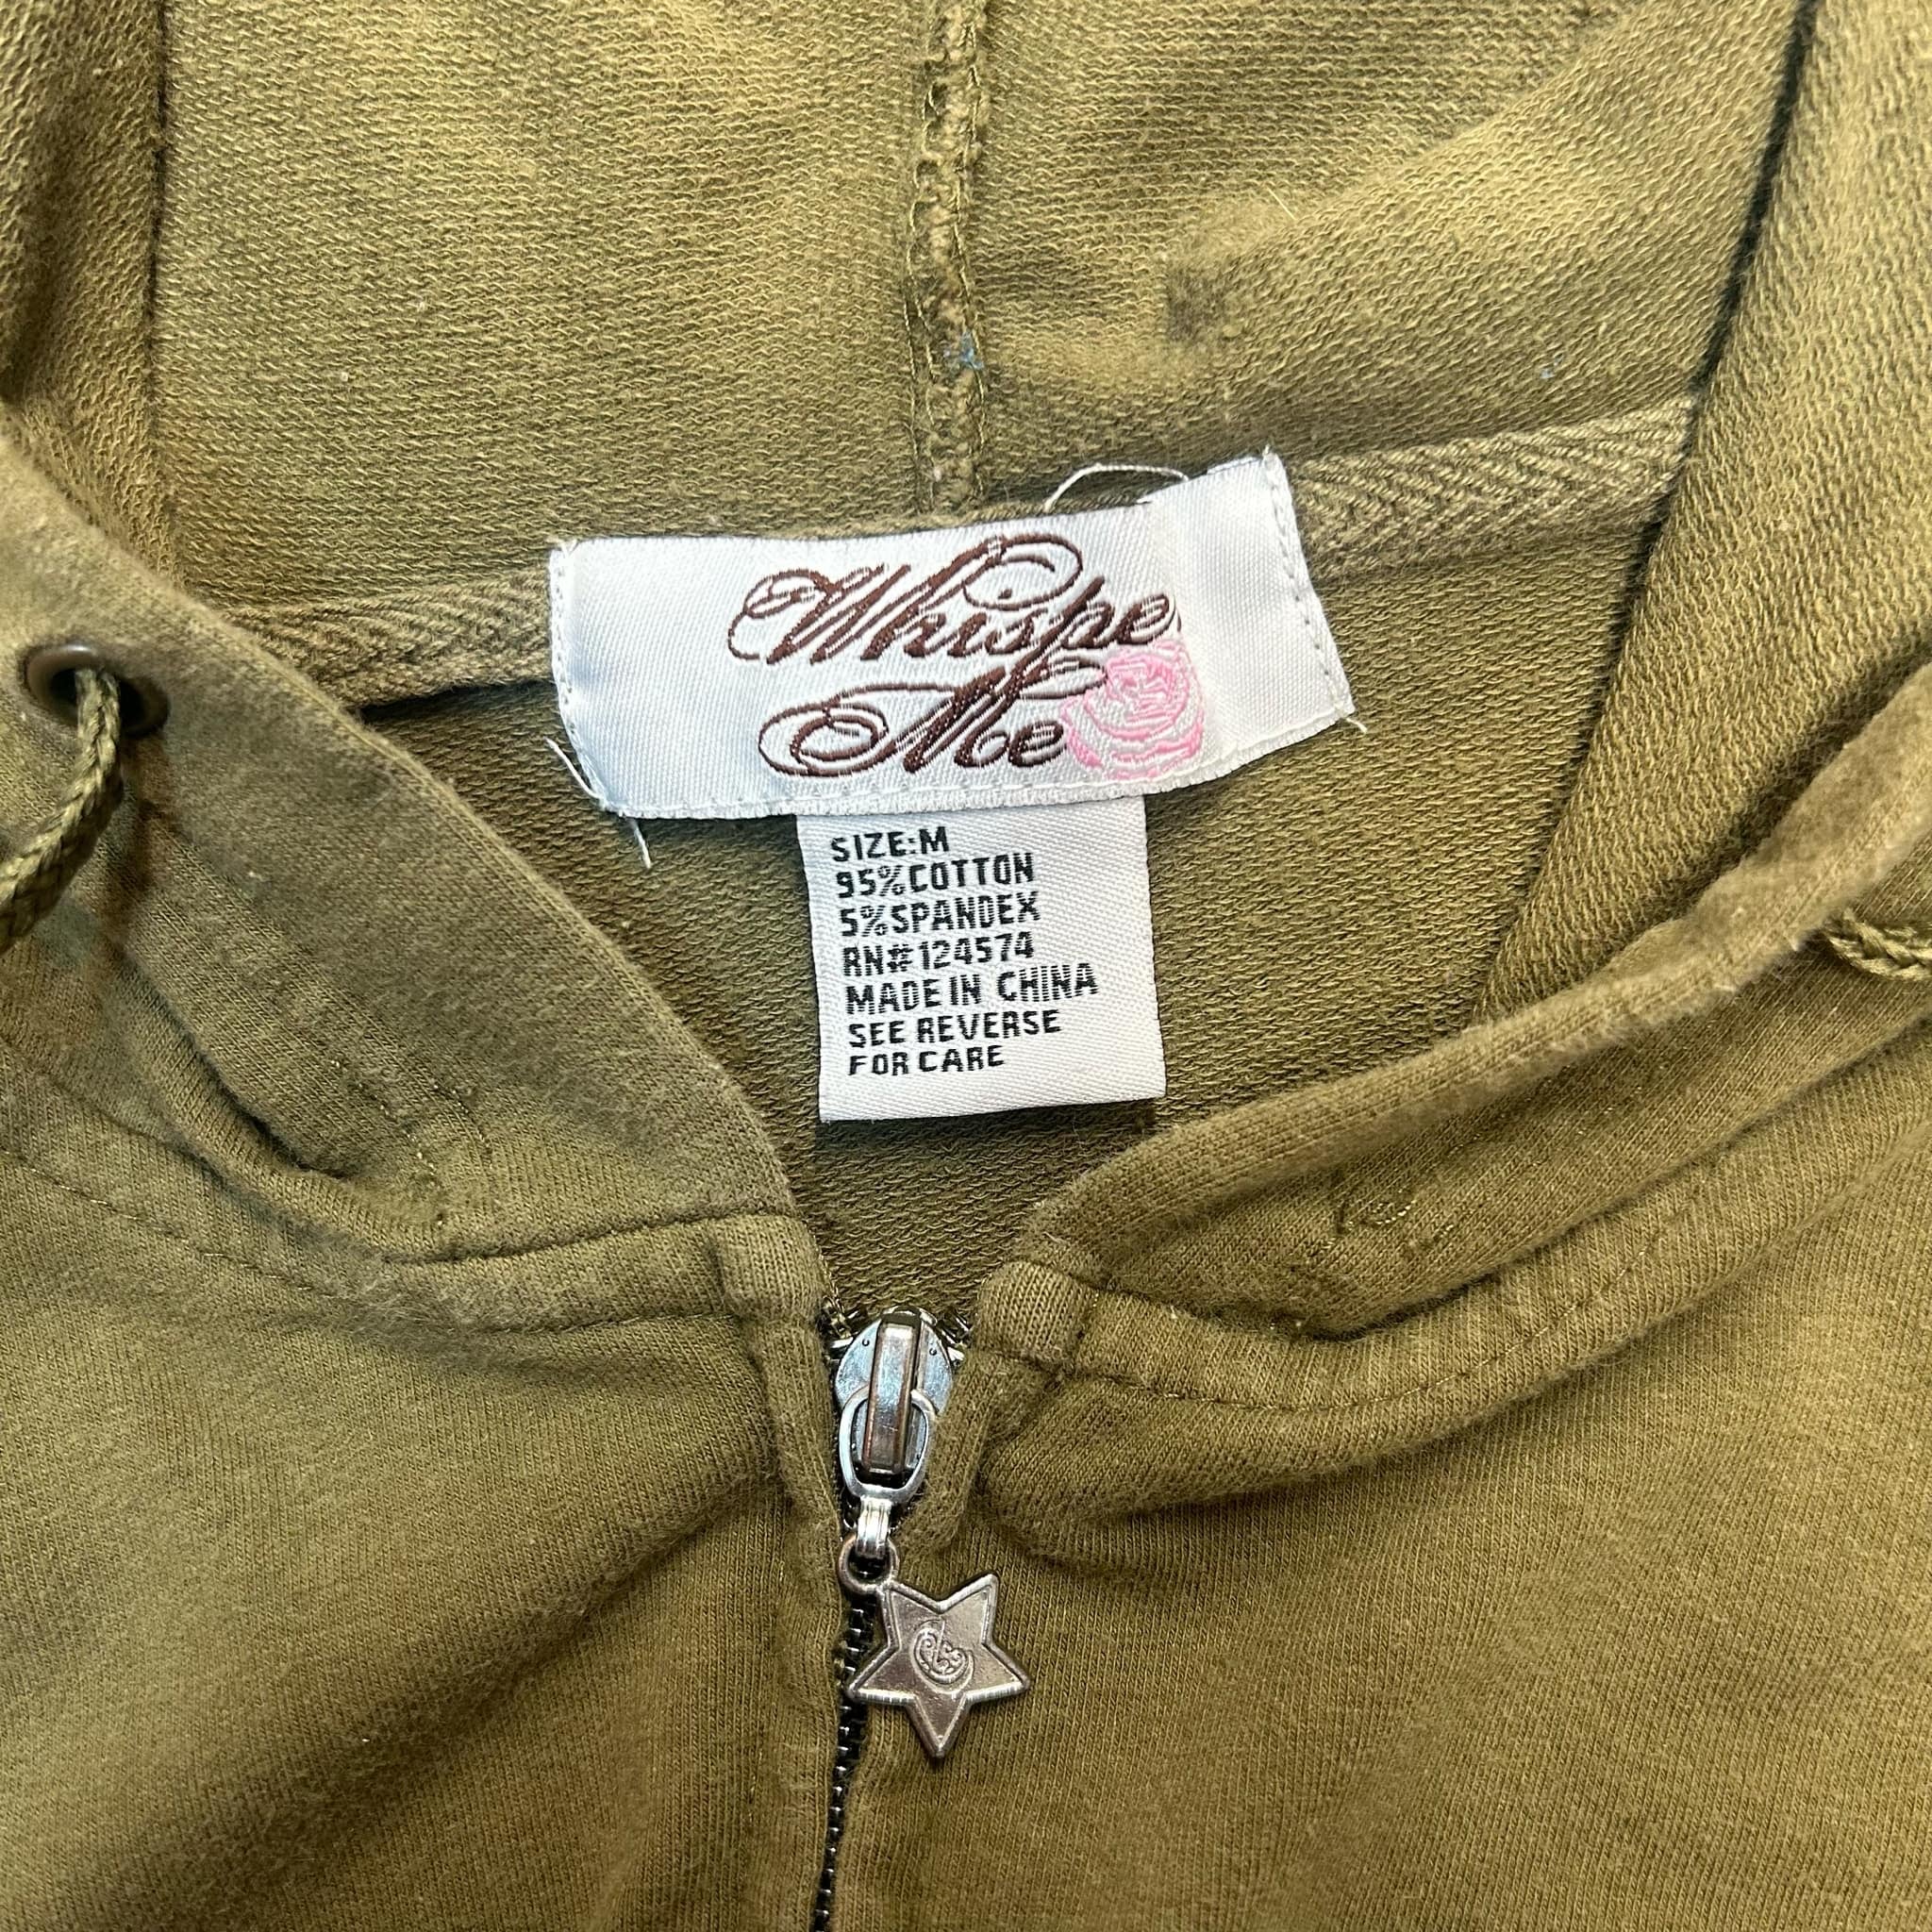 Whispe
Me
SIZE:M
95%COTTON
5%SPANDEX
RN#124574
MADE IN CHINA
SEE REVERSE
FOR CARE